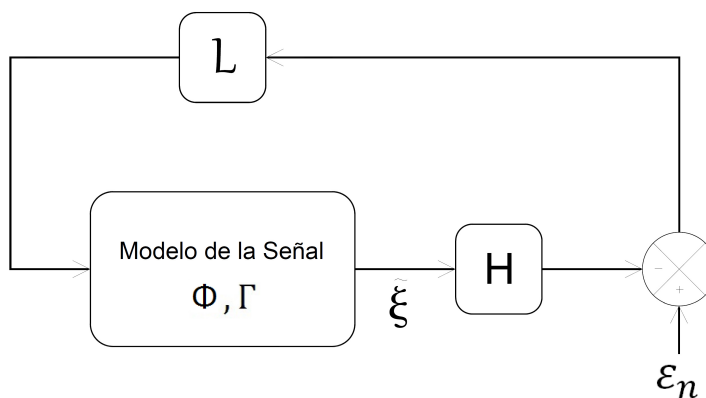 L
Modelo de la Señal
Φ , Γ
ξ̃
H
-
+
εₙ